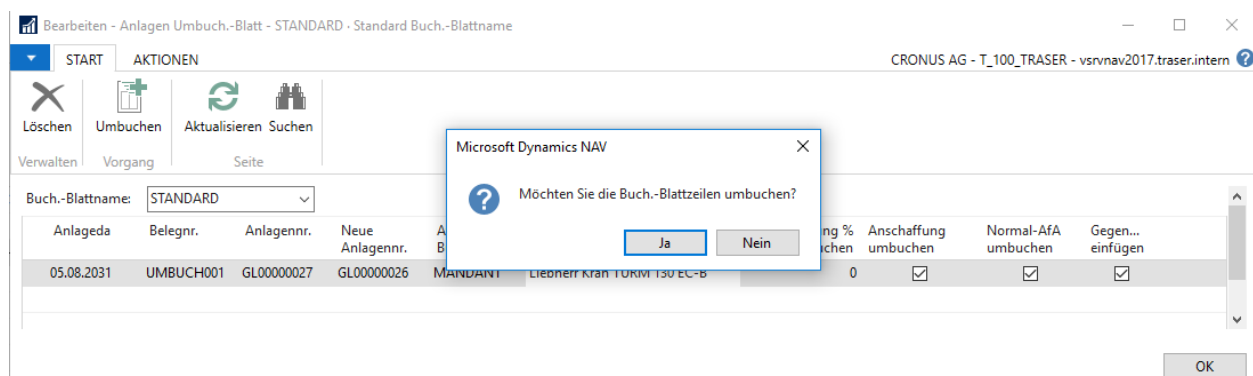 Bearbeiten - Anlagen Umbuch.-Blatt - STANDARD · Standard Buch.-Blattname
START AKTIONEN CRONUS AG - T_100_TRASER - vsrvnav2017.traser.intern
Löschen Umbuchen Aktualisieren Suchen
Verwalten Vorgang Seite
Microsoft Dynamics NAV
Möchten Sie die Buch.-Blattzeilen umbuchen?
Ja Nein
Buch.-Blattname: STANDARD
Anlageda Belegnr. Anlagennr. Neue Anschaffung Normal-AfA Gegen...
Anlagennr. umbuchen umbuchen einfügen
05.08.2031 UMBUCH001 GL00000027 GL00000026 MANDANT Liebherr Kran TURM 130 EC-B 0
OK